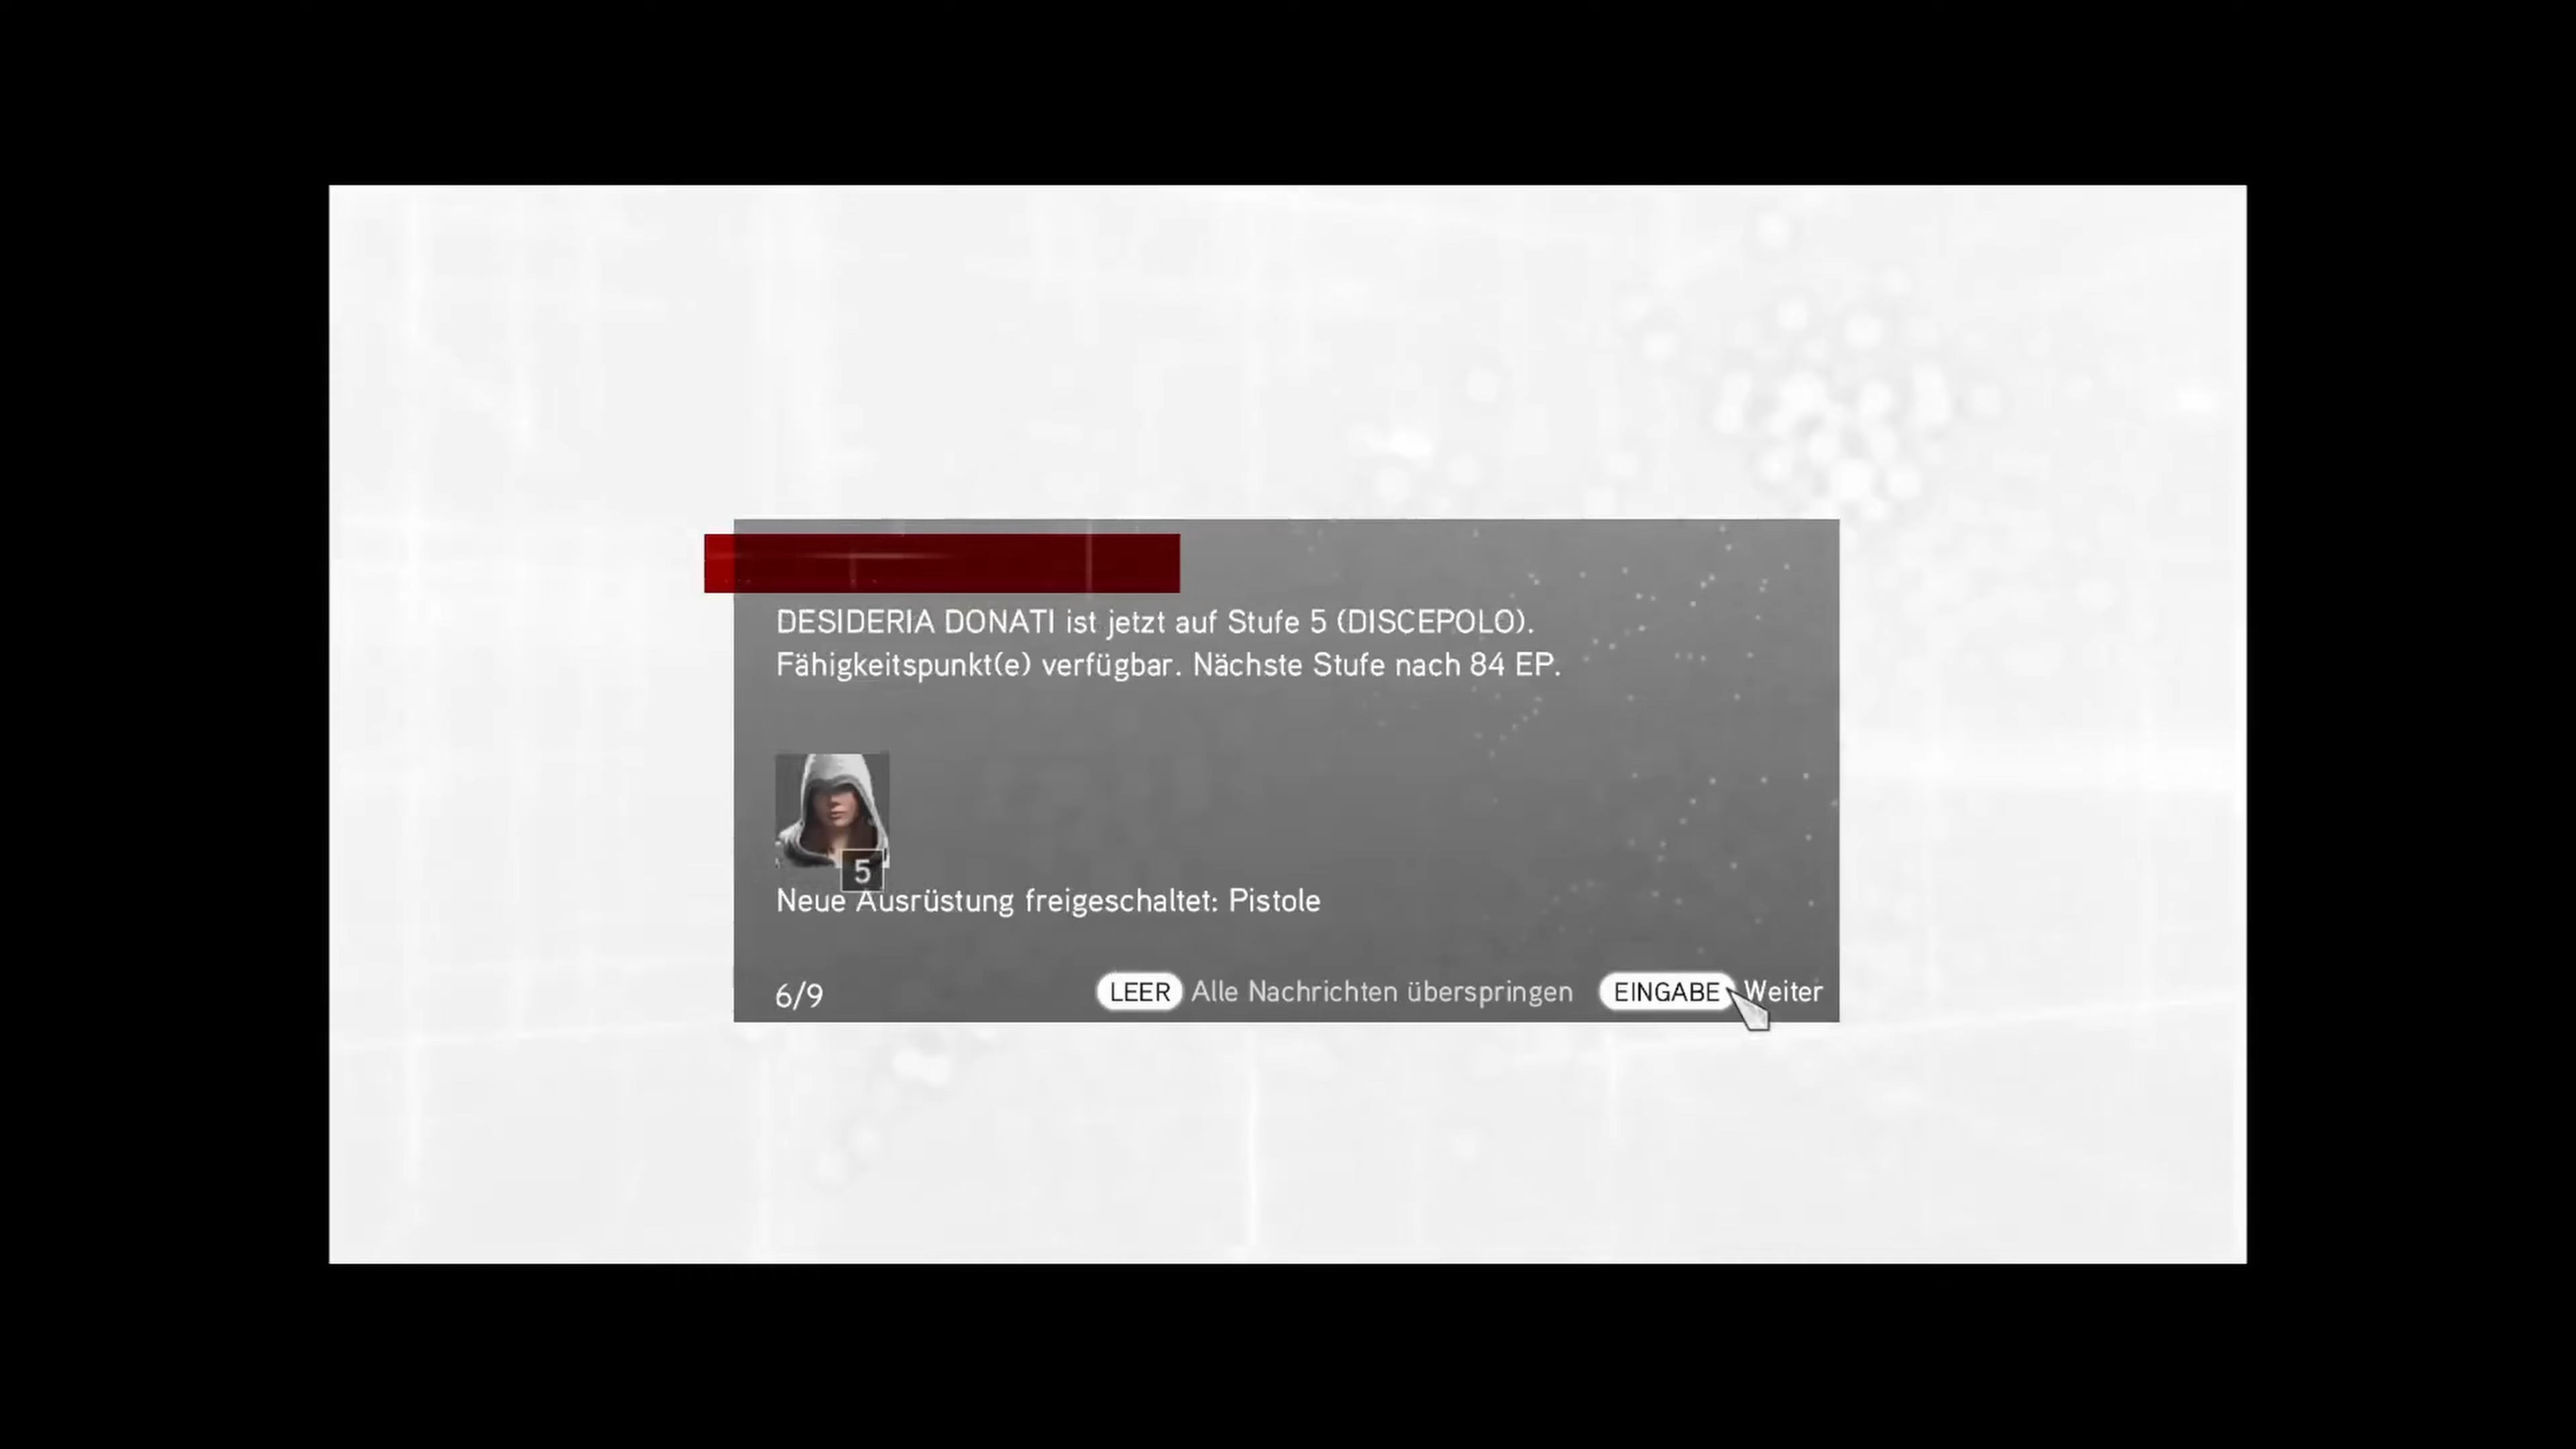 DESIDERIA DONATI ist jetzt auf Stufe 5 (DISCEPOLO).
Fähigkeitspunkt(e) verfügbar. Nächste Stufe nach 84 EP.
5
Neue Ausrüstung freigeschaltet: Pistole
6/9 LEER Alle Nachrichten überspringen EINGABE Weiter